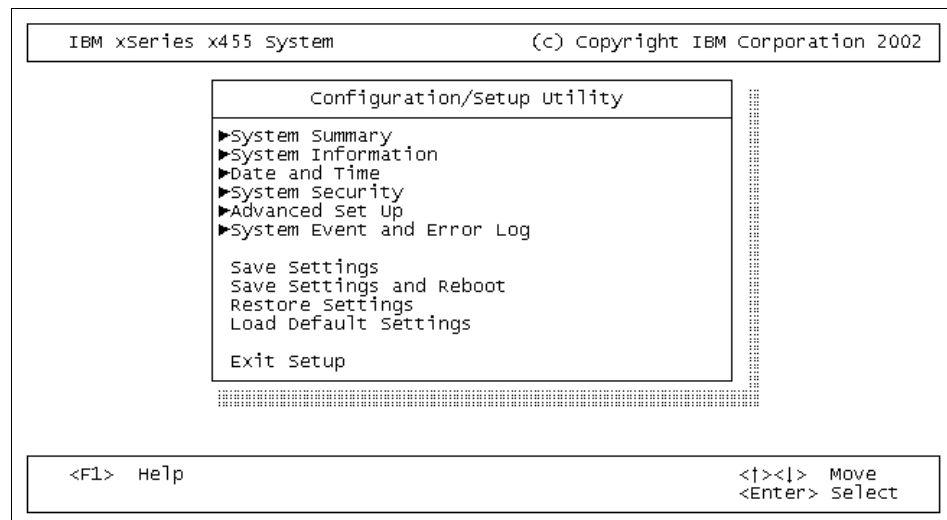 IBM xSeries x455 System (c) Copyright IBM Corporation 2002
Configuration/Setup Utility
►System Summary
►System Information
►Date and Time
►System Security
►Advanced Set Up
►System Event and Error Log
Save Settings
Save Settings and Reboot
Restore Settings
Load Default Settings
Exit Setup
<F1> Help <↑><↓> Move
<Enter> Select